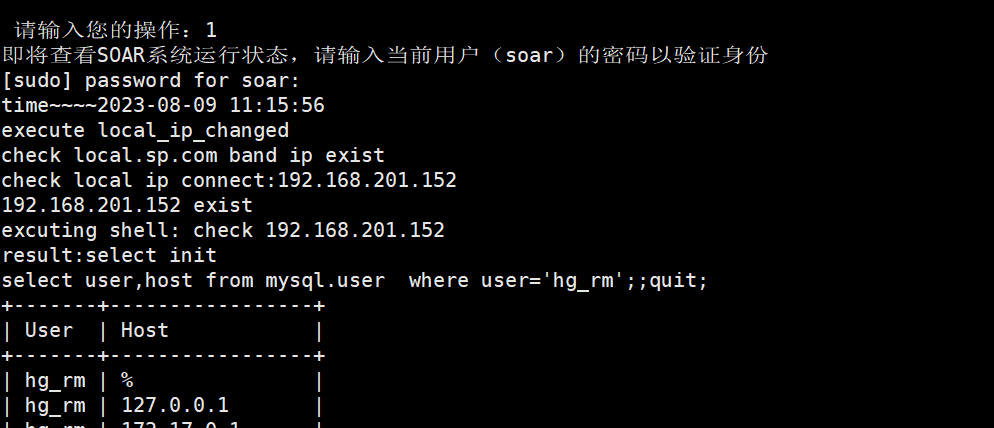 请输入您的操作：1
即将查看SOAR系统运行状态，请输入当前用户（soar）的密码以验证身份
[sudo] password for soar:
time~~~~2023-08-09 11:15:56
execute local_ip_changed
check local.sp.com band ip exist
check local ip connect:192.168.201.152
192.168.201.152 exist
excuting shell: check 192.168.201.152
result:select init
select user,host from mysql.user  where user='hg_rm';;quit;
+-------+-----------------+
| User  | Host            |
+-------+-----------------+
| hg_rm | %               |
| hg_rm | 127.0.0.1       |
| hg_rm | 172.17.0.1      |